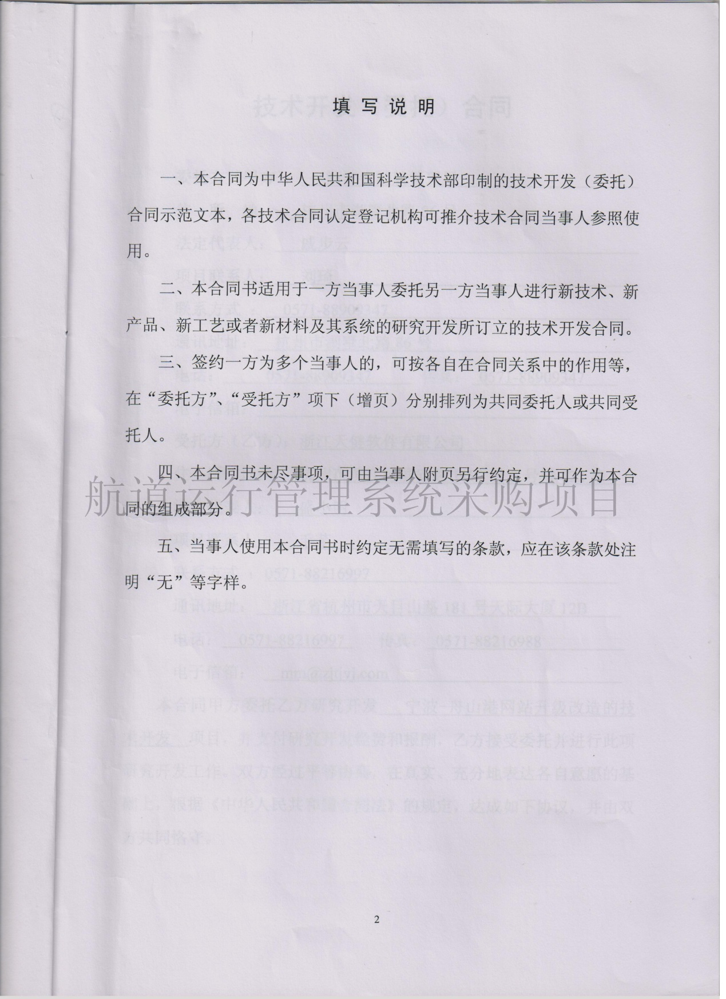 填写说明
一、本合同为中华人民共和国科学技术部印制的技术开发（委托）
合同示范文本，各技术合同认定登记机构可推介技术合同当事人参照使
用。
二、本合同书适用于一方当事人委托另一方当事人进行新技术、新
产品、新工艺或者新材料及其系统的研究开发所订立的技术开发合同。
三、签约一方为多个当事人的，可按各自在合同关系中的作用等，
在“委托方”、“受托方”项下（增页）分别排列为共同委托人或共同受
托人。
四、本合同书未尽事项，可由当事人附页另行约定，并可作为本合
同的组成部分。
航道运行管理系统采购项目
五、当事人使用本合同书时约定无需填写的条款，应在该条款处注
明“无”等字样。
2